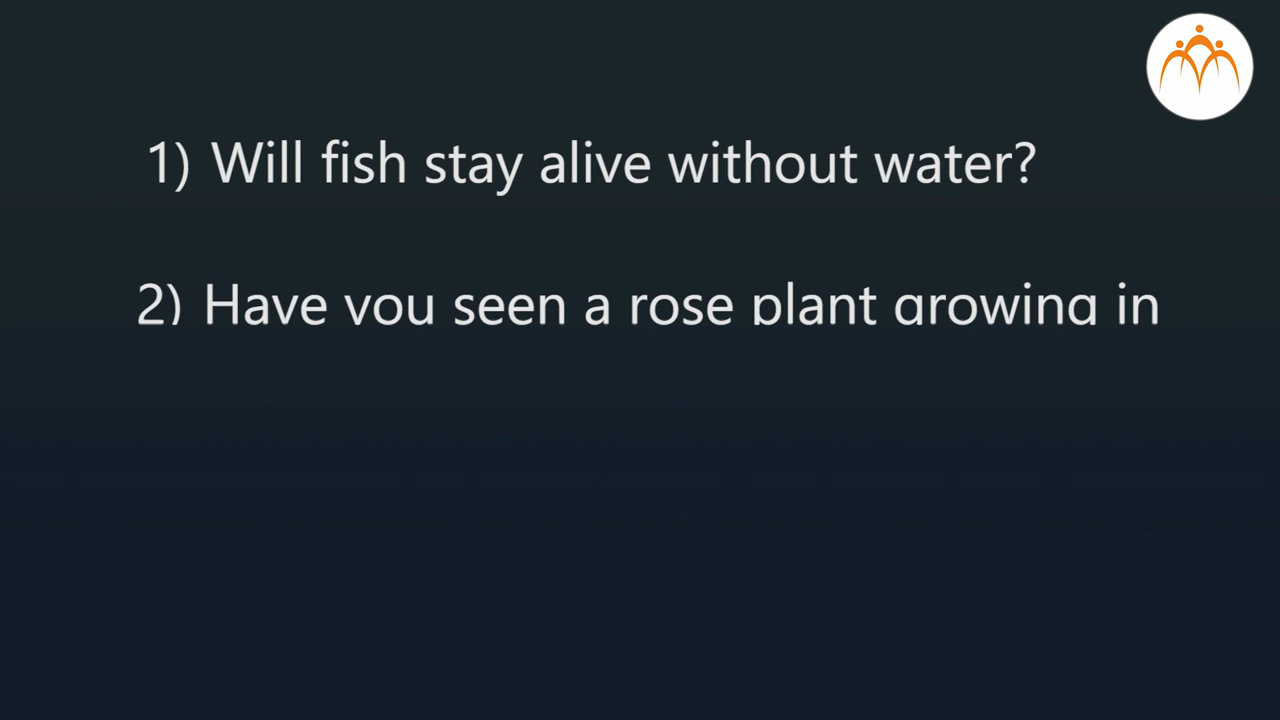 1) Will fish stay alive without water?
2) Have you seen a rose plant growing in